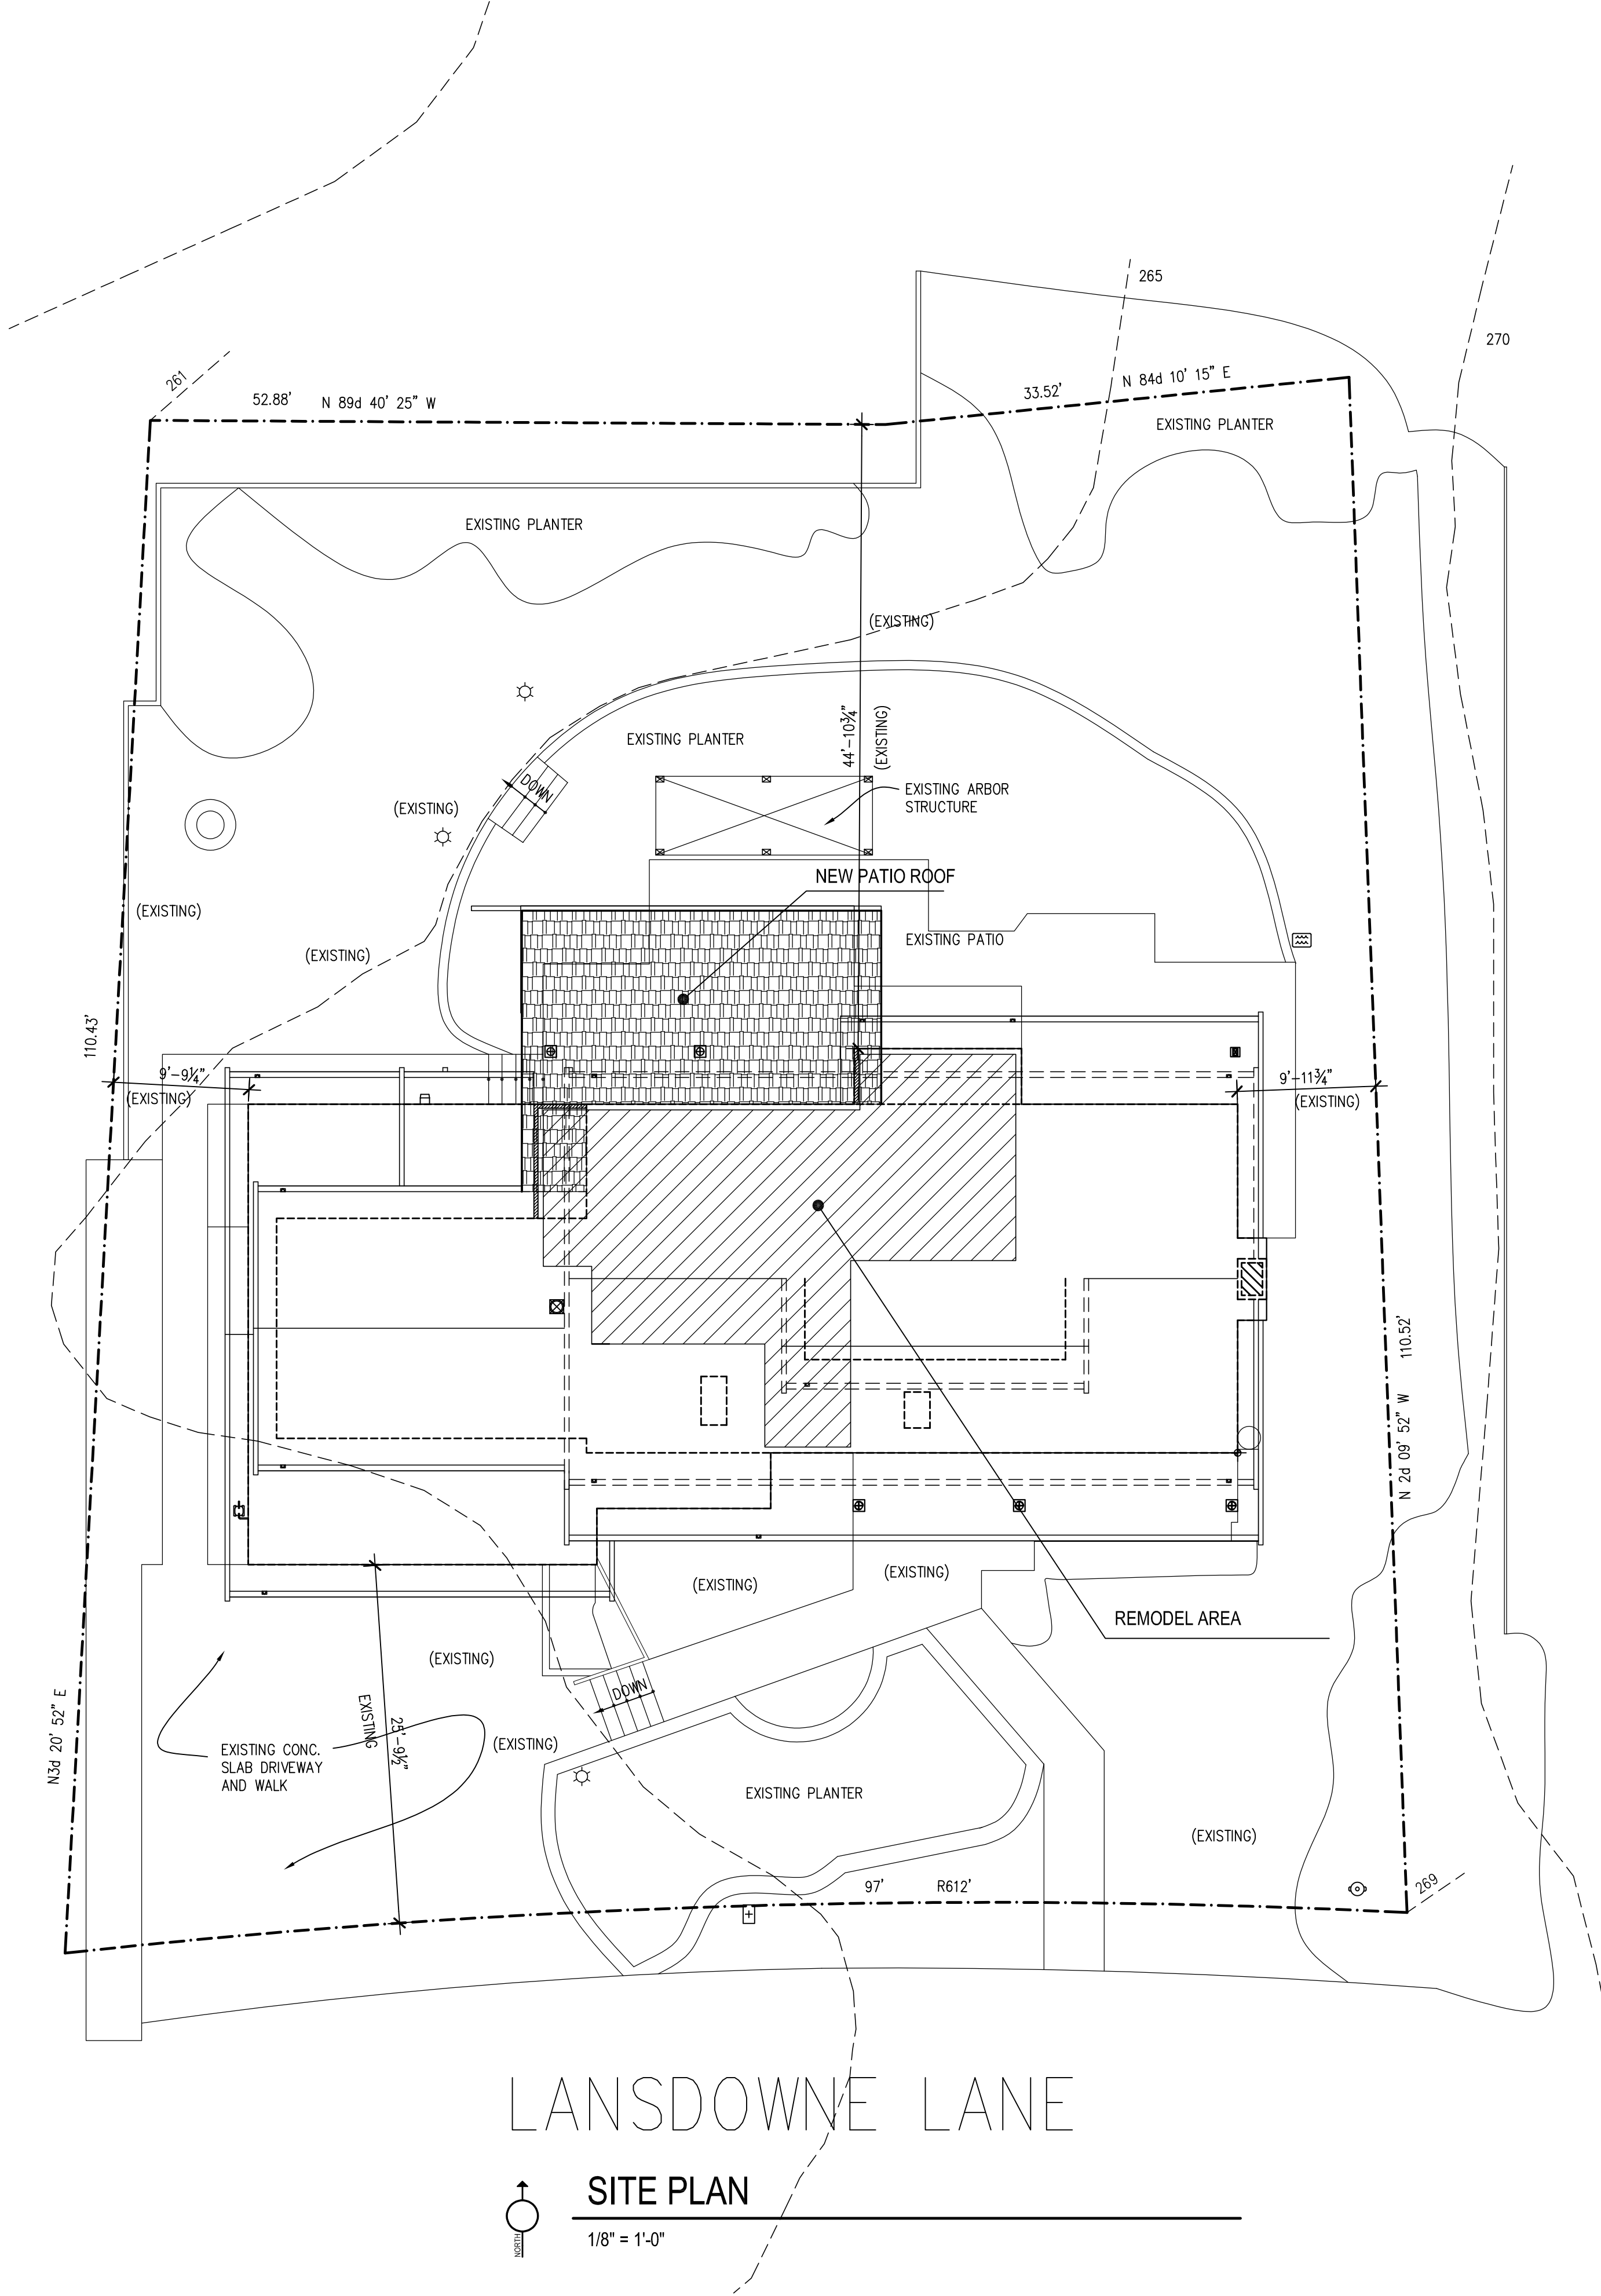 265
270
261
52.88' N 89d 40' 25" W
33.52' N 84d 10' 15" E
EXISTING PLANTER
EXISTING PLANTER
(EXISTING)
44'-10¾"
(EXISTING)
EXISTING PLANTER
DOWN
EXISTING ARBOR
STRUCTURE
(EXISTING)
NEW PATIO ROOF
(EXISTING)
EXISTING PATIO
(EXISTING)
110.43'
9'-9¼"
(EXISTING)
9'-11¾"
(EXISTING)
N 2d 09' 52" W 110.52'
(EXISTING)
(EXISTING)
REMODEL AREA
(EXISTING)
DOWN
N3d 20' 52" E
EXISTING
25'-9½"
(EXISTING)
EXISTING CONC.
SLAB DRIVEWAY
AND WALK
EXISTING PLANTER
(EXISTING)
97' R612'
269
LANSDOWNE LANE
SITE PLAN
NORTH
1/8" = 1'-0"